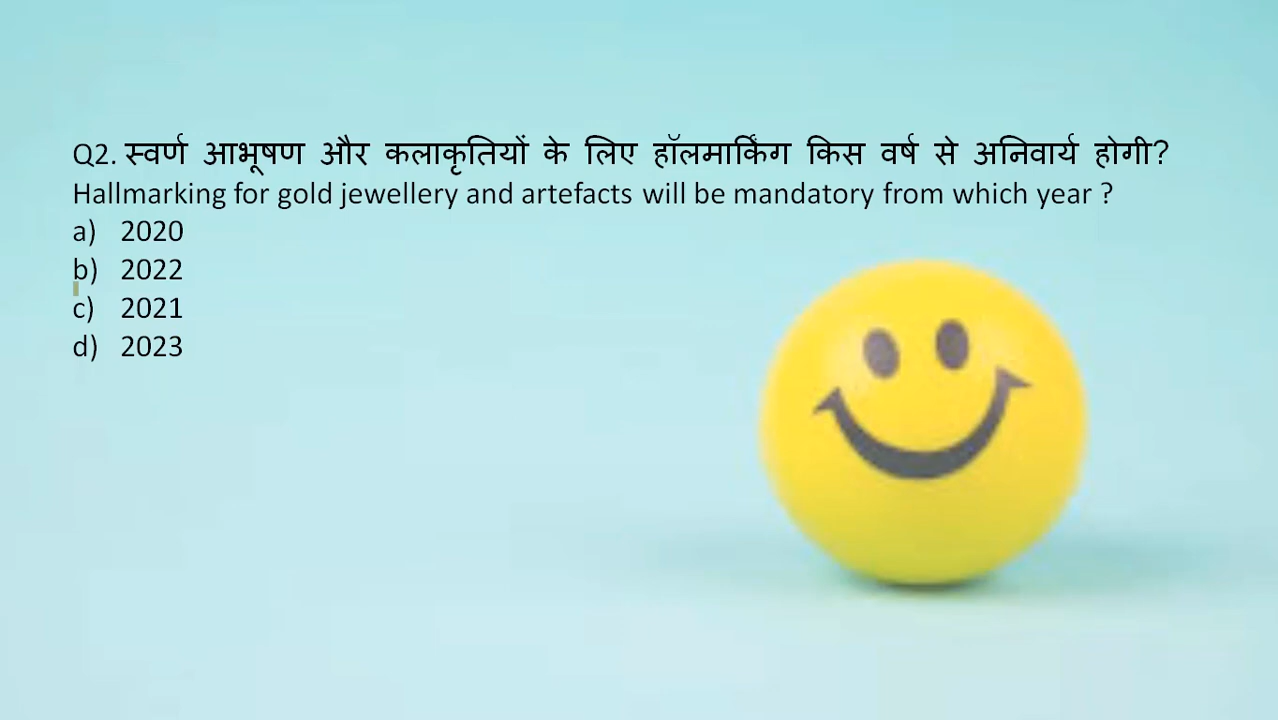 Q2. स्वर्ण आभूषण और कलाकृतियों के लिए हॉलमार्किंग किस वर्ष से अनिवार्य होगी?
Hallmarking for gold jewellery and artefacts will be mandatory from which year ?
a) 2020
b) 2022
c) 2021
d) 2023